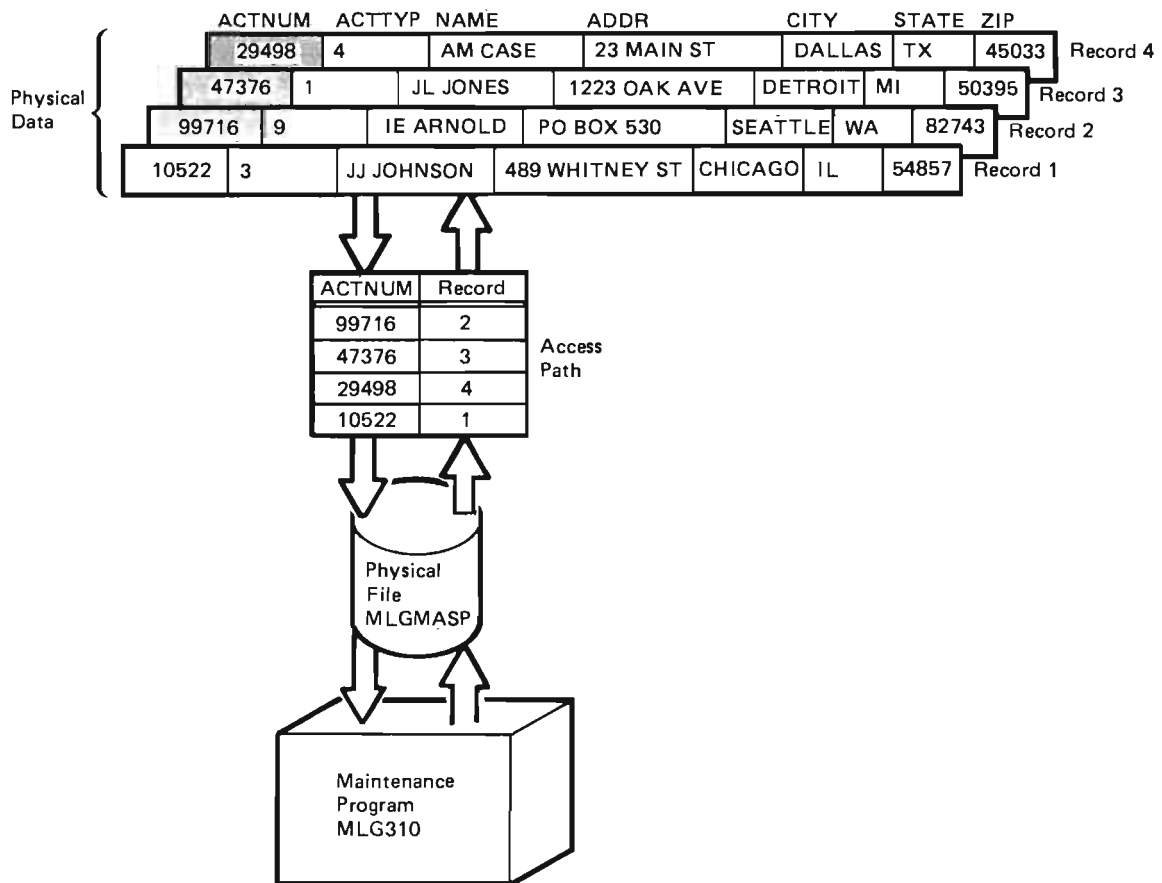 ACTNUM ACTTYP NAME ADDR CITY STATE ZIP
29498 4 AM CASE 23 MAIN ST DALLAS TX 45033 Record 4
47376 1 JL JONES 1223 OAK AVE DETROIT MI 50395 Record 3
Physical
Data
99716 9 IE ARNOLD PO BOX 530 SEATTLE WA 82743 Record 2
10522 3 JJ JOHNSON 489 WHITNEY ST CHICAGO IL 54857 Record 1
ACTNUM Record
99716 2
47376 3
29498 4
10522 1
Access
Path
Physical
File
MLGMASP
Maintenance
Program
MLG310